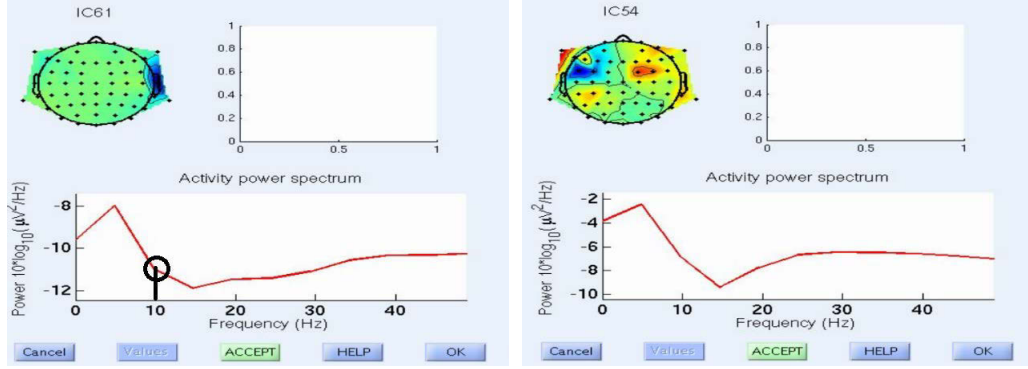 IC61
1
0.8
0.6
0.4
0.2
0
0 0.5 1
Activity power spectrum
Power 10*log10(µV²/Hz)
-8
-10
-12
0 10 20 30 40
Frequency (Hz)
Cancel Values ACCEPT HELP OK
IC54
1
0.8
0.6
0.4
0.2
0
0 0.5 1
Activity power spectrum
Power 10*log10(µV²/Hz)
-2
-4
-6
-8
-10
0 10 20 30 40
Frequency (Hz)
Cancel Values ACCEPT HELP OK